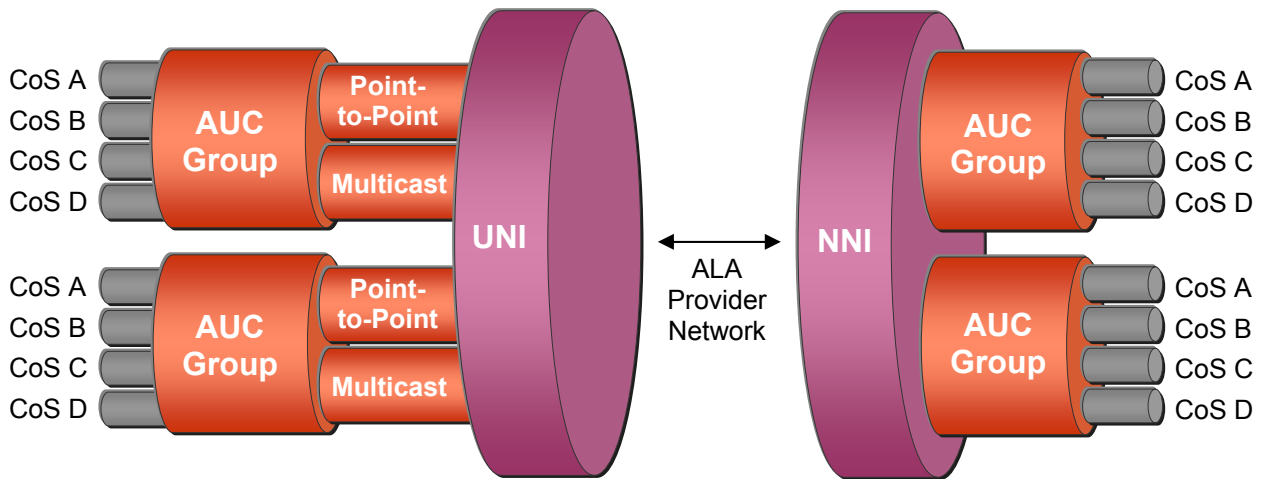 CoS A
CoS B
CoS C
CoS D
AUC
Group
Point-
to-Point
Multicast
CoS A
CoS B
CoS C
CoS D
AUC
Group
Point-
to-Point
Multicast
UNI
ALA
Provider
Network
NNI
AUC
Group
CoS A
CoS B
CoS C
CoS D
AUC
Group
CoS A
CoS B
CoS C
CoS D